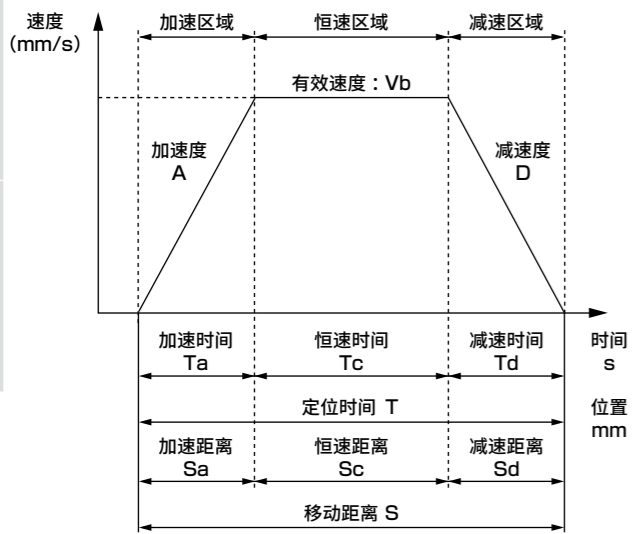 速度
（mm/s）
加速区域
恒速区域
减速区域
有效速度：Vb
加速度
A
减速度
D
加速时间
Ta
恒速时间
Tc
减速时间
Td
时间
s
定位时间 T
位置
mm
加速距离
Sa
恒速距离
Sc
减速距离
Sd
移动距离 S